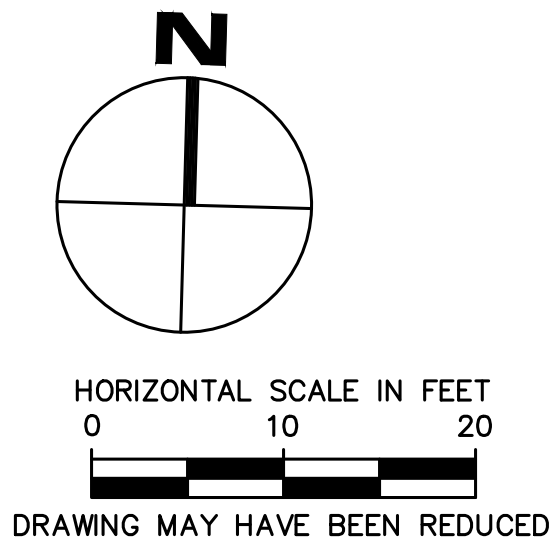 N
HORIZONTAL SCALE IN FEET
0 10 20
DRAWING MAY HAVE BEEN REDUCED